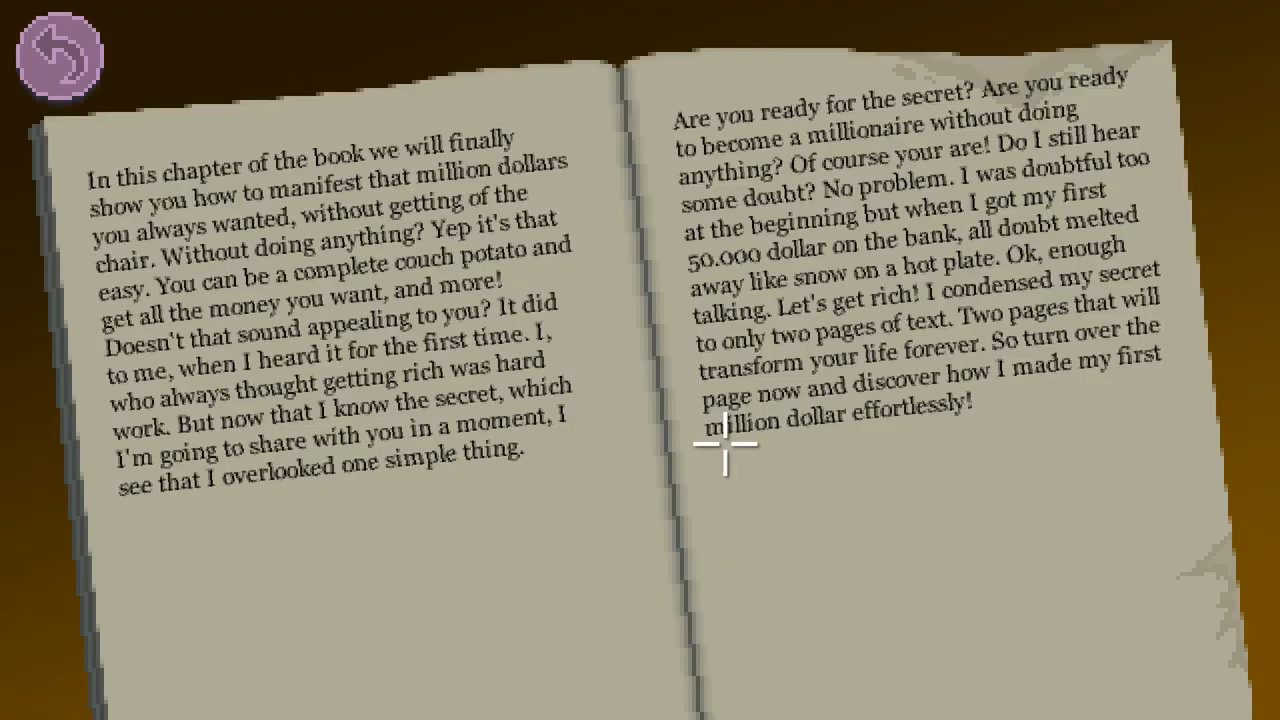 In this chapter of the book we will finally
show you how to manifest that million dollars
you always wanted, without getting of the
chair. Without doing anything? Yep it's that
easy. You can be a complete couch potato and
get all the money you want, and more!
Doesn't that sound appealing to you? It did
to me, when I heard it for the first time. I,
who always thought getting rich was hard
work. But now that I know the secret, which
I'm going to share with you in a moment, I
see that I overlooked one simple thing.
Are you ready for the secret? Are you ready
to become a millionaire without doing
anything? Of course your are! Do I still hear
some doubt? No problem. I was doubtful too
at the beginning but when I got my first
50.000 dollar on the bank, all doubt melted
away like snow on a hot plate. Ok, enough
talking. Let's get rich! I condensed my secret
to only two pages of text. Two pages that will
transform your life forever. So turn over the
page now and discover how I made my first
million dollar effortlessly!